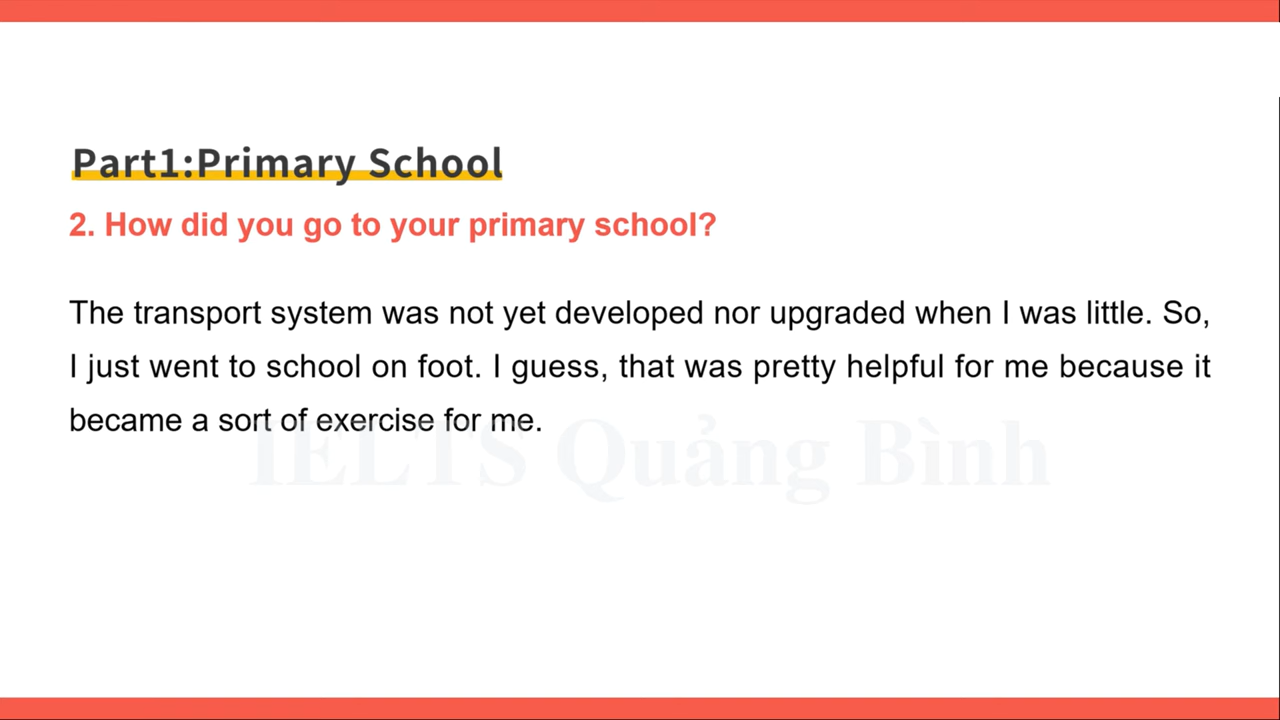 Part1:Primary School
2. How did you go to your primary school?
The transport system was not yet developed nor upgraded when I was little. So,
I just went to school on foot. I guess, that was pretty helpful for me because it
became a sort of exercise for me.
IELTS Quảng Bình